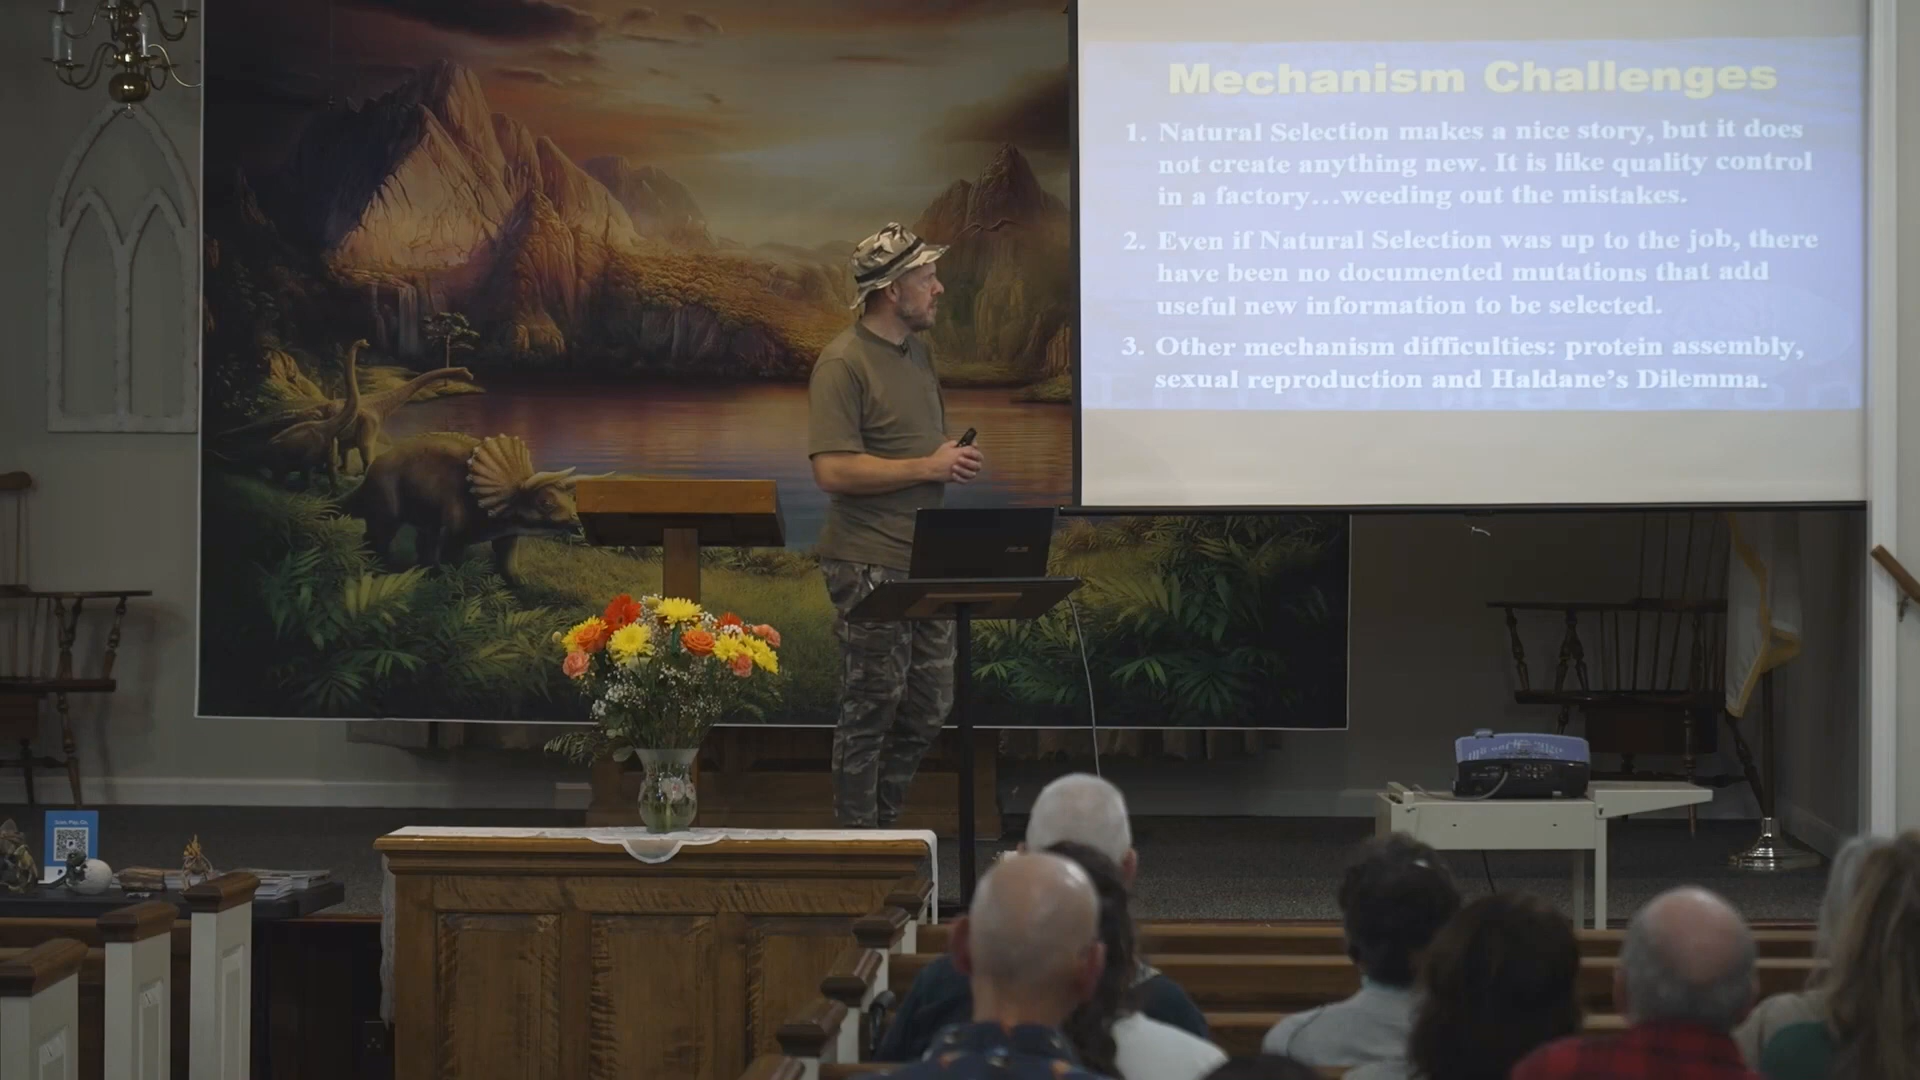 Mechanism Challenges
1. Natural Selection makes a nice story, but it does
not create anything new. It is like quality control
in a factory...weeding out the mistakes.
2. Even if Natural Selection was up to the job, there
have been no documented mutations that add
useful new information to be selected.
3. Other mechanism difficulties: protein assembly,
sexual reproduction and Haldane's Dilemma.